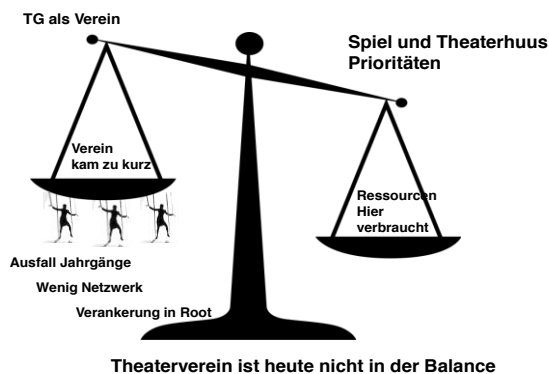 TG als Verein
Spiel und Theaterhuus
Prioritäten
Verein
kam zu kurz
Ressourcen
Hier
verbraucht
Ausfall Jahrgänge
Wenig Netzwerk
Verankerung in Root
Theaterverein ist heute nicht in der Balance